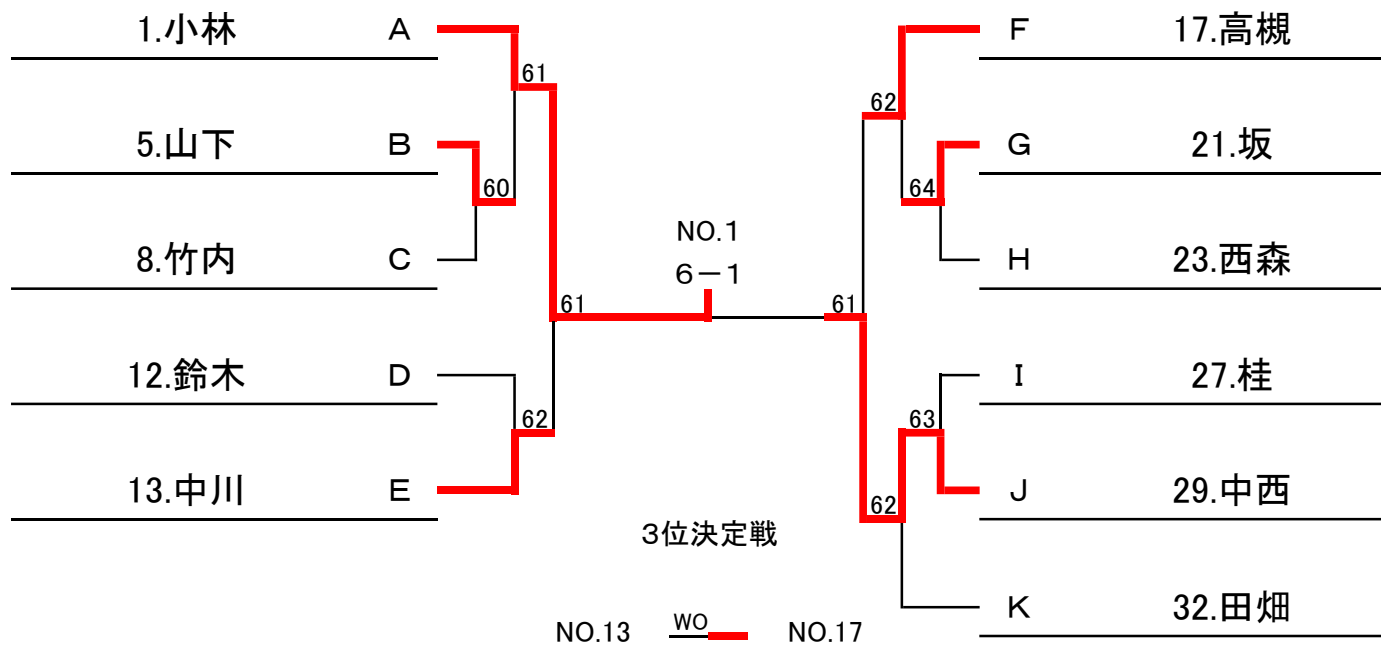 1.小林 A
61
5.山下 B
60
8.竹内 C
61
12.鈴木 D
62
13.中川 E
NO.1
6－1
F 17.高槻
62
G 21.坂
64
H 23.西森
61
I 27.桂
63
J 29.中西
62
K 32.田畑
3位決定戦
NO.13 WO NO.17